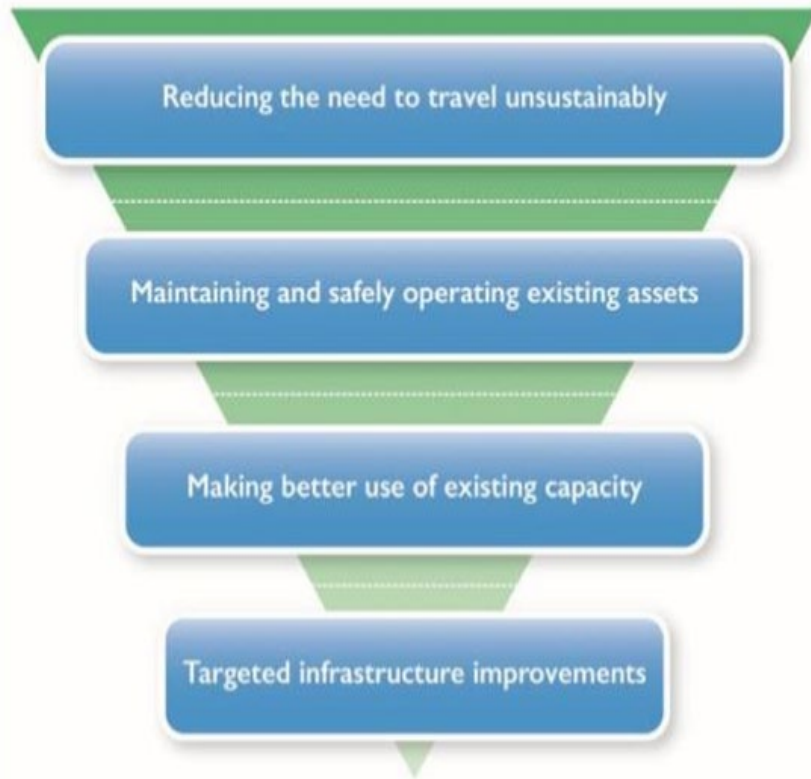 Reducing the need to travel unsustainably
Maintaining and safely operating existing assets
Making better use of existing capacity
Targeted infrastructure improvements